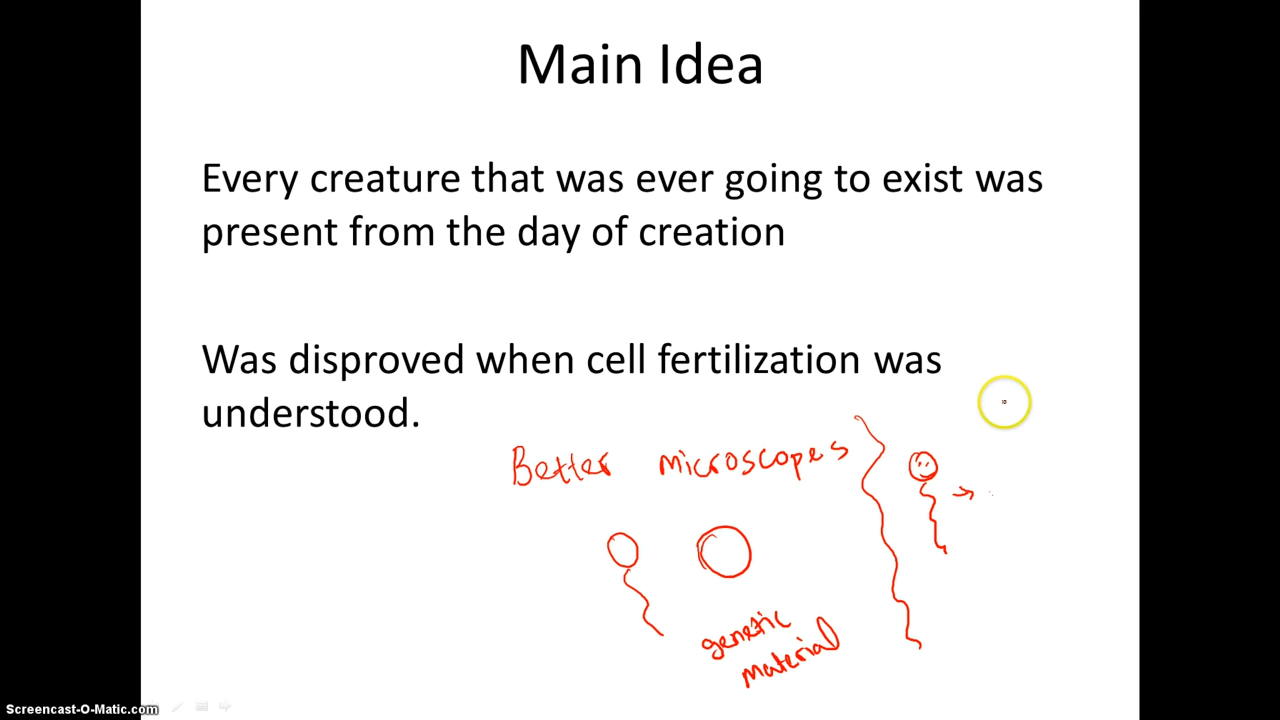 Main Idea
Every creature that was ever going to exist was
present from the day of creation
Was disproved when cell fertilization was
understood.
Better microscopes
genetic
material
Screencast-O-Matic.com